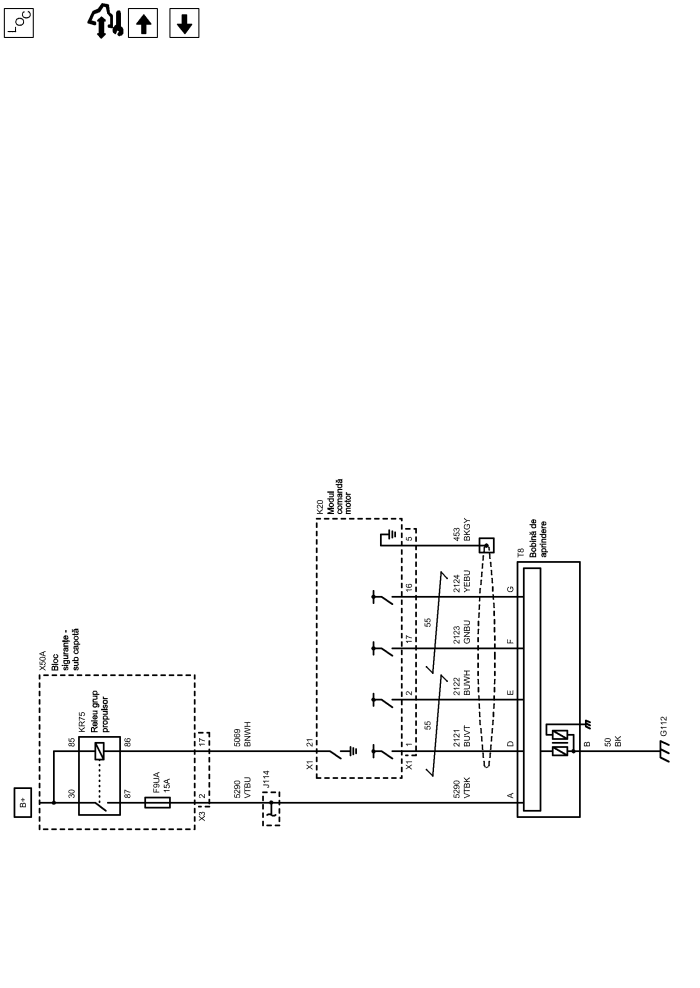 LOC
B+
X50A
Bloc
siguranțe -
sub capotă
KR75
Releu grup
propulsor
85
86
30
87
F9UA
15A
X3
2
17
5069
BNWH
5290
VTBU
J114
K20
Modul
comandă
motor
X1
21
X1
1
2
17
16
5
55
55
453
BKGY
2124
YEBU
2123
GNBU
2122
BUWH
2121
BUVT
5290
VTBK
T8
Bobină de
aprindere
A
D
E
F
G
B
50
BK
G112